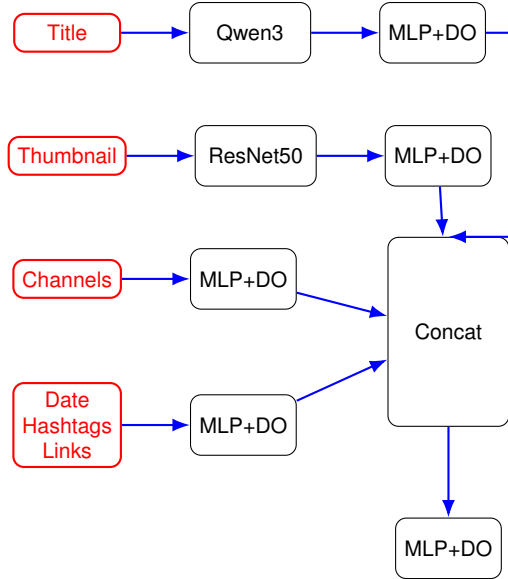 Title
Qwen3
MLP+DO
Thumbnail
ResNet50
MLP+DO
Channels
MLP+DO
Concat
Date
Hashtags
Links
MLP+DO
MLP+DO